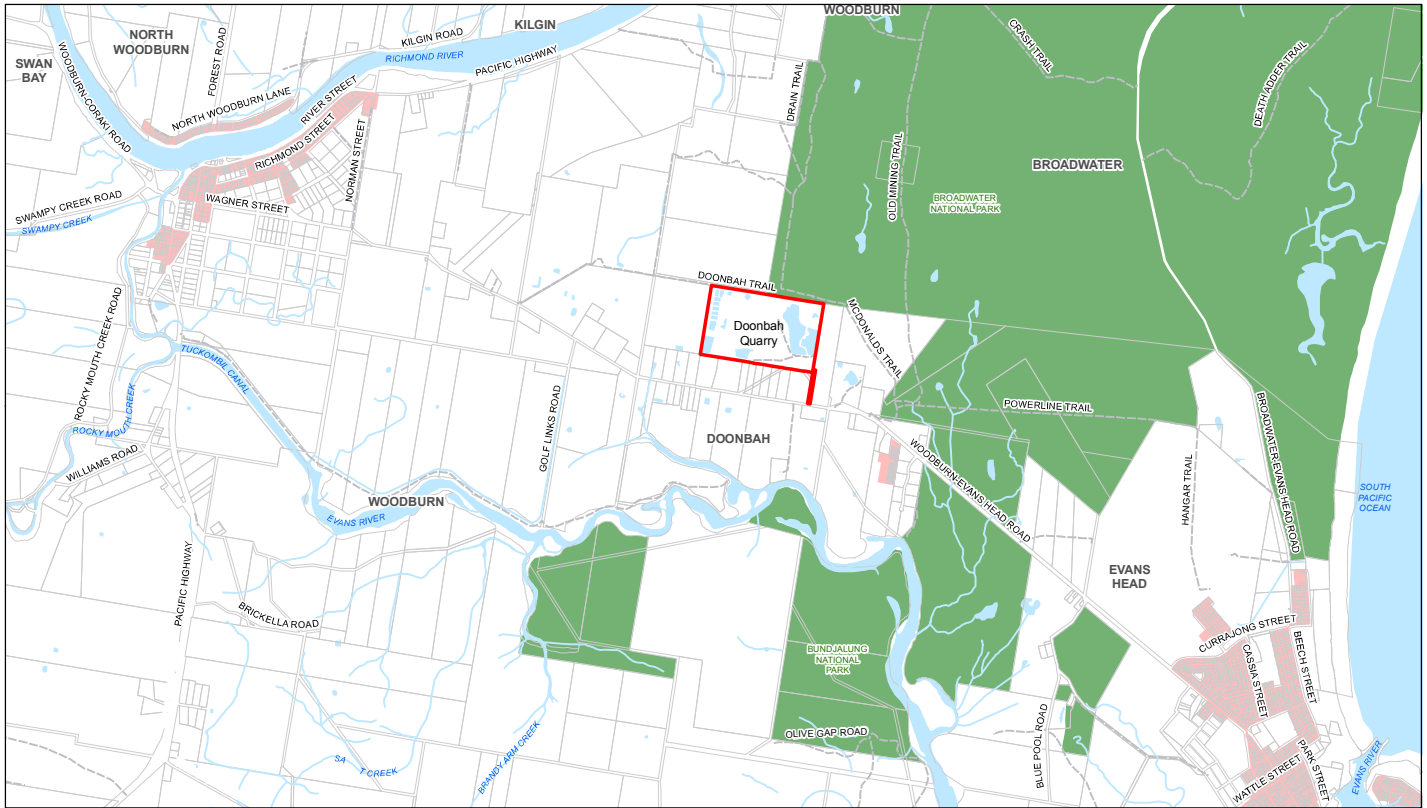 WOODBURN
NORTH
WOODBURN
KILGIN
KILGIN ROAD
RICHMOND RIVER
PACIFIC HIGHWAY
SWAN
BAY
WOODBURN-CORAKI ROAD
FOREST ROAD
NORTH WOODBURN LANE
RIVER STREET
RICHMOND STREET
NORMAN STREET
WAGNER STREET
SWAMPY CREEK ROAD
SWAMPY CREEK
DRAIN TRAIL
OLD MINING TRAIL
CRASH TRAIL
DEATH ADDER TRAIL
BROADWATER
BROADWATER
NATIONAL PARK
DOONBAH TRAIL
Doonbah
Quarry
MCDONALDS TRAIL
POWERLINE TRAIL
ROCKY MOUTH CREEK ROAD
TUCKOMBIL CANAL
ROCKY MOUTH CREEK
WILLIAMS ROAD
GOLF LINKS ROAD
DOONBAH
WOODBURN-EVANS HEAD ROAD
HANGAR TRAIL
BROADWATER-EVANS HEAD ROAD
SOUTH
PACIFIC
OCEAN
WOODBURN
EVANS RIVER
PACIFIC HIGHWAY
BRICKELLA ROAD
EVANS
HEAD
CURRAJONG STREET
BEECH STREET
CASSIA STREET
BUNDJALUNG
NATIONAL
PARK
OLIVE GAP ROAD
BLUE POOL ROAD
SA T CREEK
BRANDY ARM CREEK
WATTLE STREET
PARK STREET
EVANS RIVER